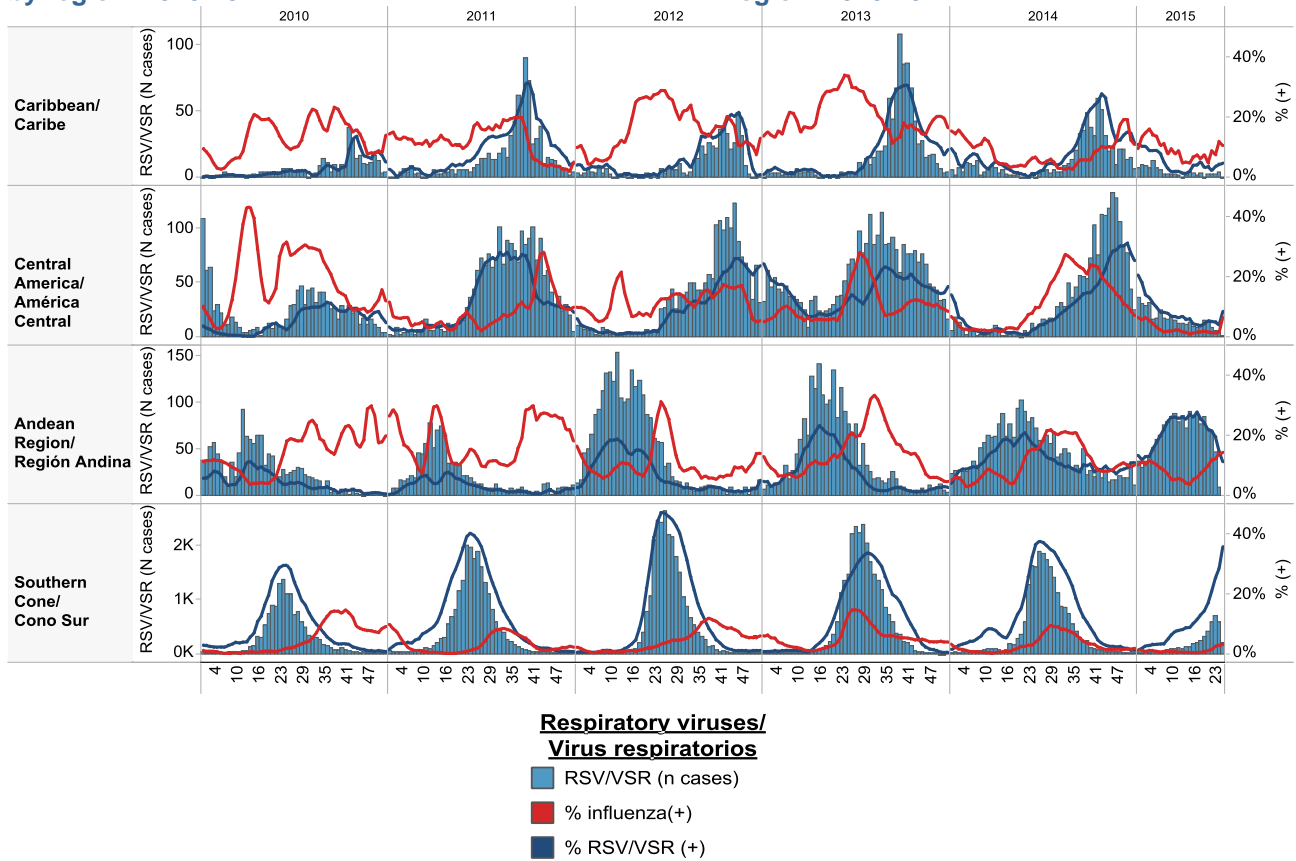 2010 2011 2012 2013 2014 2015
Caribbean/
Caribe
RSV/VSR (N cases)
100
50
0
40%
20%
0%
% (+)
Central
America/
América
Central
RSV/VSR (N cases)
100
50
0
40%
20%
0%
% (+)
Andean
Region/
Región Andina
RSV/VSR (N cases)
150
100
50
0
40%
20%
0%
% (+)
Southern
Cone/
Cono Sur
RSV/VSR (N cases)
2K
1K
0K
40%
20%
0%
% (+)
4 10 16 23 29 35 41 47 4 10 16 23 29 35 41 47 4 10 16 23 29 35 41 47 4 10 16 23 29 35 41 47 4 10 16 23 29 35 41 47 4 10 16 23
Respiratory viruses/
Virus respiratorios
RSV/VSR (n cases)
% influenza(+)
% RSV/VSR (+)